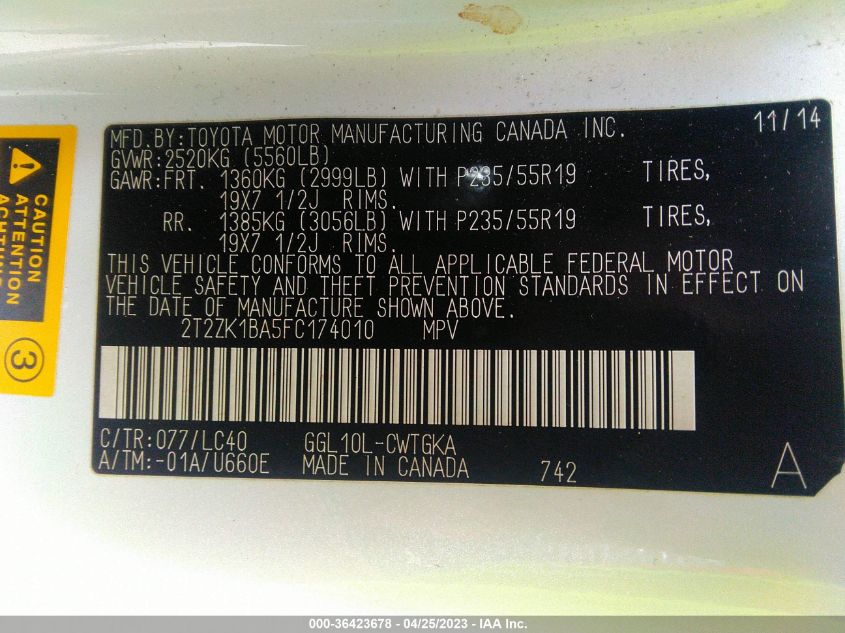 MFD.BY:TOYOTA MOTOR MANUFACTURING CANADA INC. 11/14
GVWR:2520KG (5560LB)
GAWR:FRT. 1360KG (2999LB) WITH P235/55R19 TIRES,
19X7 1/2J RIMS.
RR. 1385KG (3056LB) WITH P235/55R19 TIRES,
19X7 1/2J RIMS.
THIS VEHICLE CONFORMS TO ALL APPLICABLE FEDERAL MOTOR
VEHICLE SAFETY AND THEFT PREVENTION STANDARDS IN EFFECT ON
THE DATE OF MANUFACTURE SHOWN ABOVE.
2T2ZK1BA5FC174010 MPV
C/TR:077/LC40 GGL10L-CWTGKA
A/TM:-01A/U660E MADE IN CANADA 742 A
CAUTION
ATTENTION
3
000-36423678 - 04/25/2023 - IAA Inc.